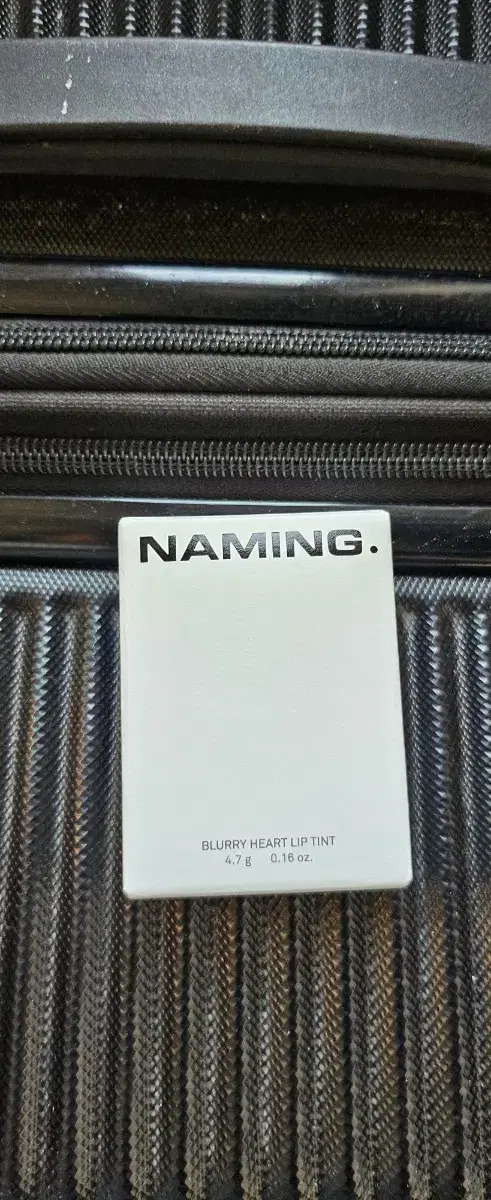 NAMING.
BLURRY HEART LIP TINT
4.7 g 0.16 oz.